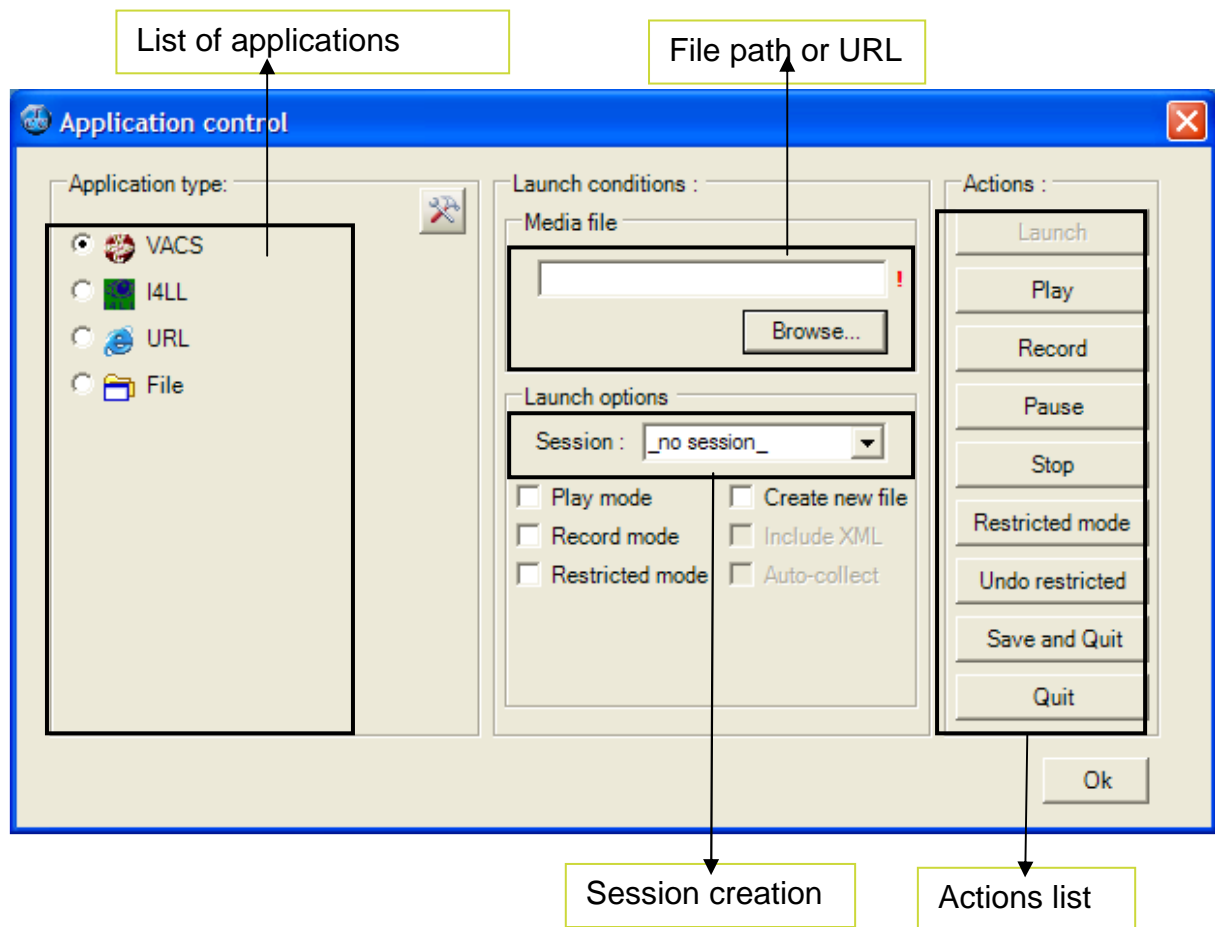 List of applications
File path or URL
Application control
Application type:
VACS
I4LL
URL
File
Launch conditions :
Media file
!
Browse...
Launch options
Session :
_no session_
Play mode
Create new file
Record mode
Include XML
Restricted mode
Auto-collect
Actions :
Launch
Play
Record
Pause
Stop
Restricted mode
Undo restricted
Save and Quit
Quit
Ok
Session creation
Actions list